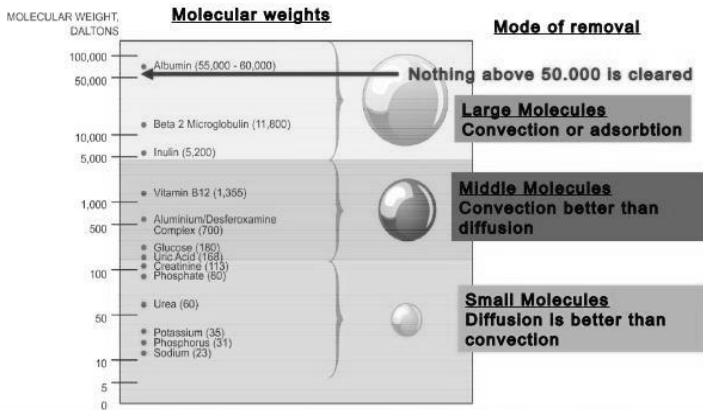 MOLECULAR WEIGHT,
DALTONS
Molecular weights
Mode of removal
100,000
50,000
10,000
5,000
1,000
500
100
50
10
5
0
Albumin (55,000 - 60,000)
Beta 2 Microglobulin (11,800)
Inulin (5,200)
Vitamin B12 (1,355)
Aluminium/Desferoxamine
Complex (700)
Glucose (180)
Uric Acid (168)
Creatinine (113)
Phosphate (80)
Urea (60)
Potassium (35)
Phosphorus (31)
Sodium (23)
Nothing above 50.000 is cleared
Large Molecules
Convection or adsorbtion
Middle Molecules
Convection better than
diffusion
Small Molecules
Diffusion is better than
convection